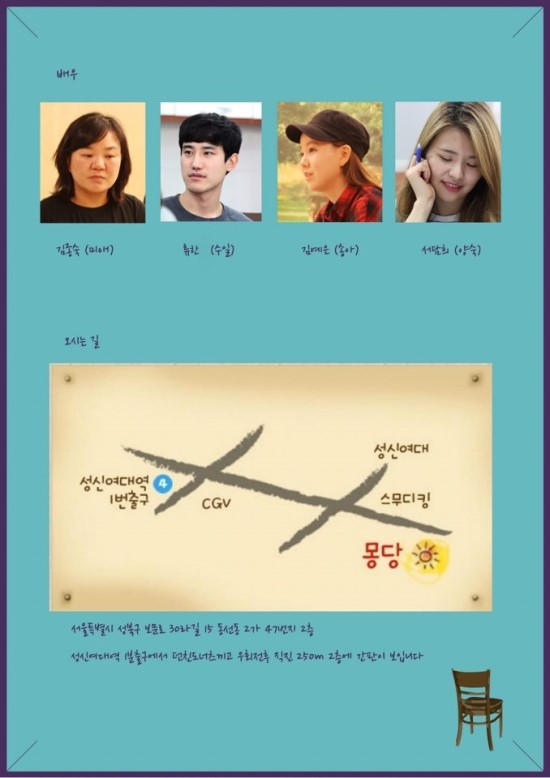 배우
김종숙 (미애)
류한 (수일)
김예은 (송아)
서담희 (양숙)
오시는 길
성신여대역 4
1번출구
CGV
성신여대
스무디킹
몽당
서울특별시 성북구 보문로 30라길 15 동선동 2가 47번지 2층
성신여대역 1번출구에서 던킨도너츠끼고 우회전후 직진 250m 2층에 간판이 보입니다